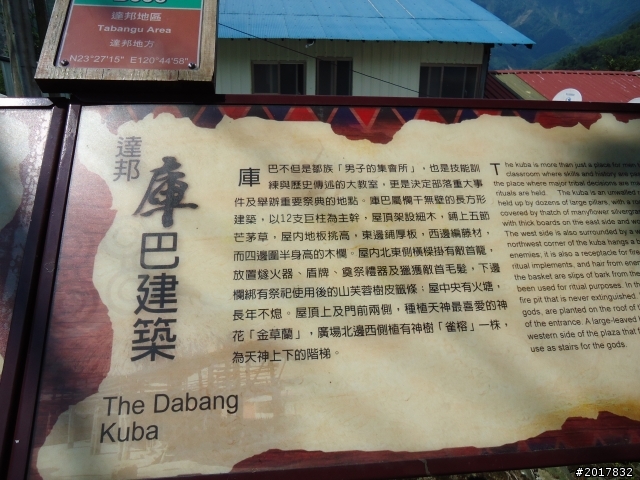 達邦地區
Tabangu Area
達邦地方
N23°27'15" E120°44'58"
達邦
庫巴建築
The Dabang
Kuba
庫巴不但是鄒族「男子的集會所」，也是技能訓
練與歷史傳述的大教室，更是決定部落重大事
件及舉辦重要祭典的地點。庫巴屬欄干無壁的長方形
建築，以12支巨柱為主幹，屋頂架設細木，鋪上五節
芒茅草，屋內地板挑高，東邊鋪厚板，西邊編藤材，
而四邊圍半身高的木欄。屋內北東側橫樑掛有敵首籠，
放置燧火器、盾牌、奠祭禮器及獵獲敵首毛髮，下邊
欄綁有祭祀使用後的山芙蓉樹皮籤條；屋中央有火塘，
長年不熄。屋頂上及門前兩側，種植天神最喜愛的神
花「金草蘭」，廣場北邊西側植有神樹「雀榕」一株，
為天神上下的階梯。
The kuba is more than just a place for
classroom where skills and history are
the place where major tribal decisions are
rituals are held. The kuba is an unwalled
held up by dozens of large pillars, with a
covered by thatch of manyflower silvergrass
with thick boards on the east side and
The west side is also surrounded by a
northwest corner of the kuba hangs a
enemies; it is also a receptacle for fire
ritual implements, and hair from
the basket are slips of bark from the
been used for ritual purposes. In the
fire pit that is never extinguished.
gods, are planted on the roof of
of the entrance. A large-leaved
western side of the plaza that
use as stairs for the gods.
#2017832